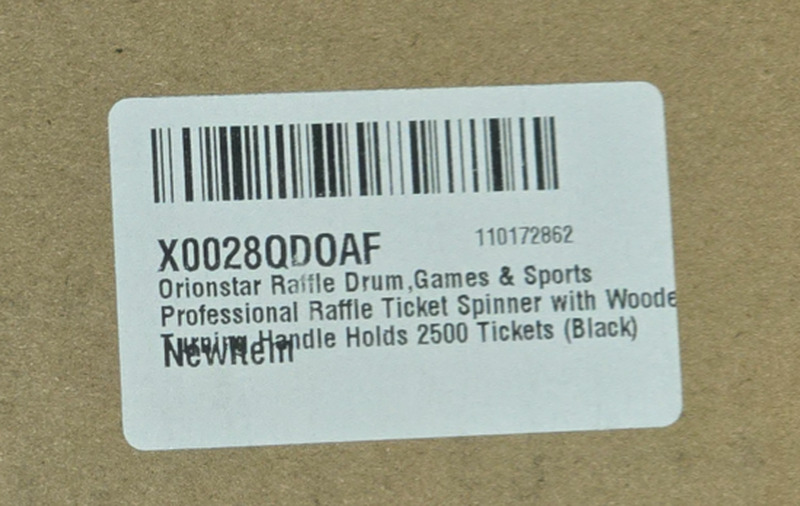 X0028QDOAF
110172862
Orionstar Raffle Drum,Games & Sports
Professional Raffle Ticket Spinner with Woode
Turning Handle Holds 2500 Tickets (Black)
NewItem